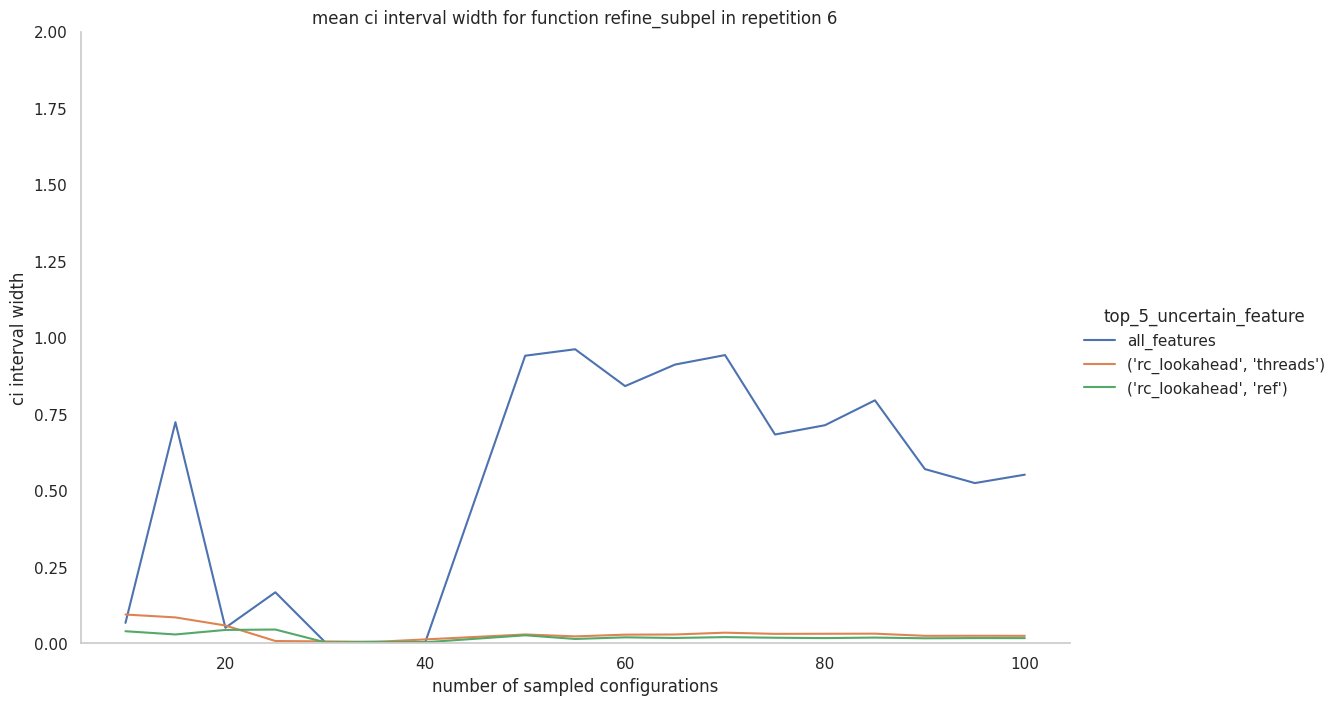 mean ci interval width for function refine_subpel in repetition 6
2.00
1.75
1.50
1.25
1.00
0.75
0.50
0.25
0.00
ci interval width
20
40
60
80
100
number of sampled configurations
top_5_uncertain_feature
all_features
('rc_lookahead', 'threads')
('rc_lookahead', 'ref')